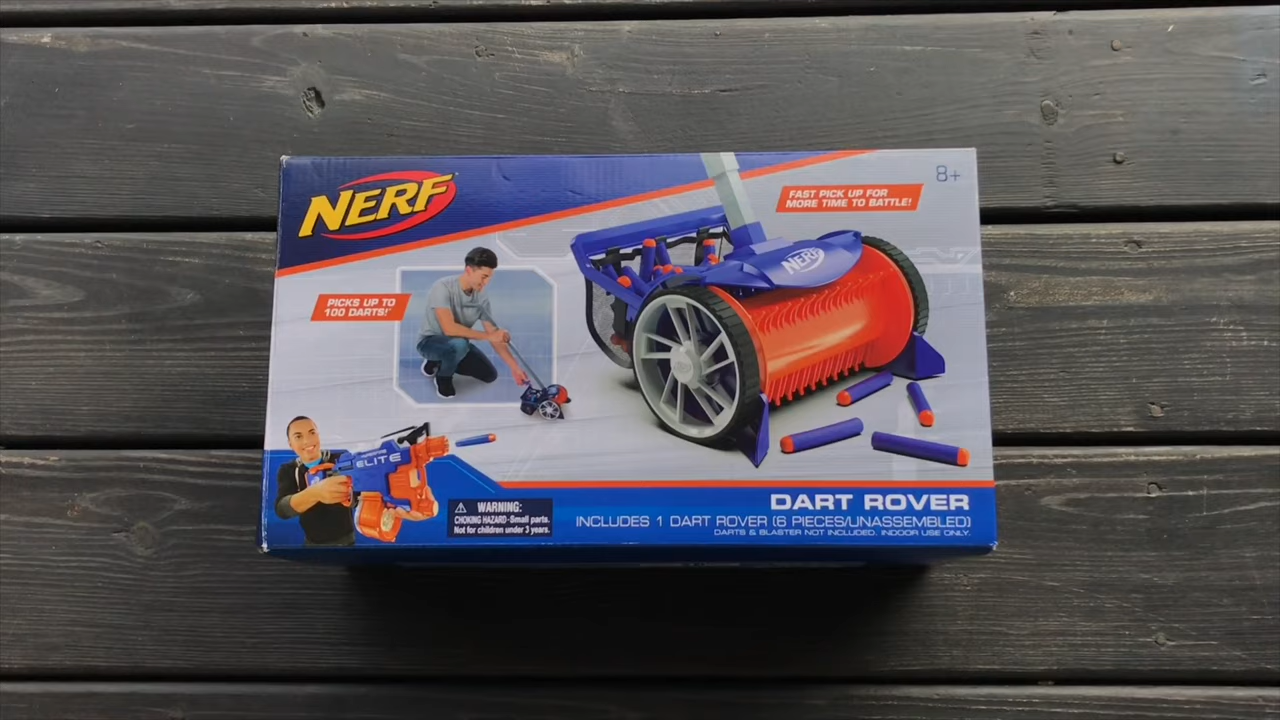 NERF
8+
FAST PICK UP FOR
MORE TIME TO BATTLE!
NERF
PICKS UP TO
100 DARTS!*
ELITE
WARNING:
CHOKING HAZARD-Small parts.
Not for children under 3 years.
DART ROVER
INCLUDES 1 DART ROVER (6 PIECES/UNASSEMBLED)
DARTS & BLASTER NOT INCLUDED. INDOOR USE ONLY.